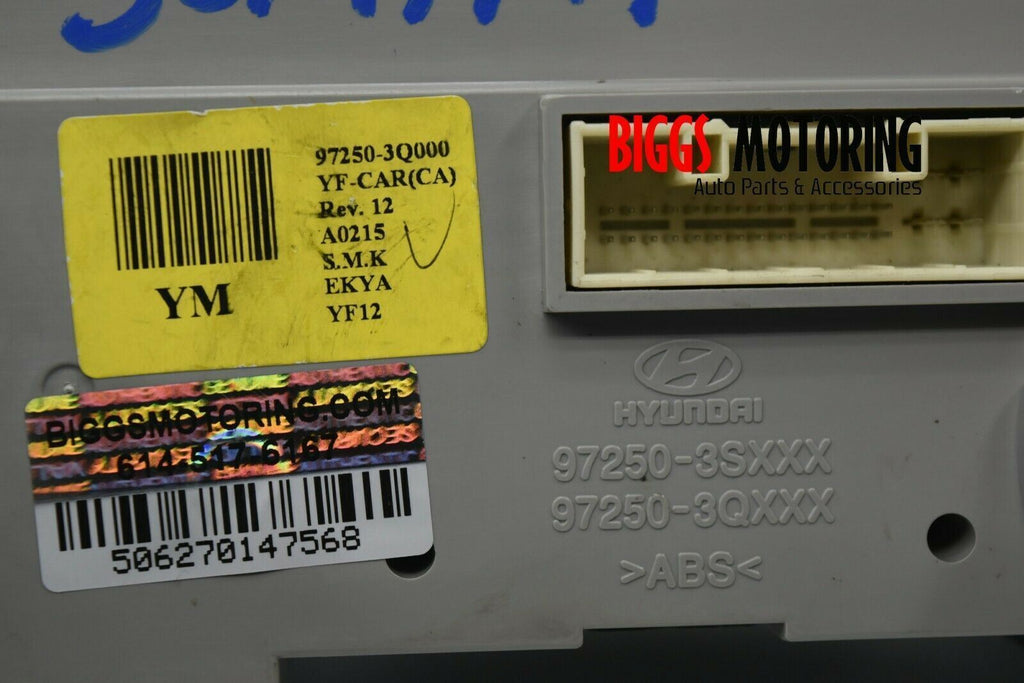 97250-3Q000
YF-CAR(CA)
Rev. 12
A0215
S.M.K
EKYA
YF12
YM
BIGGS MOTORING
Auto Parts & Accessories
BIGGSMOTORING.COM
614-517-6167
506270147568
HYUNDAI
97250-3SXXX
97250-3QXXX
>ABS<